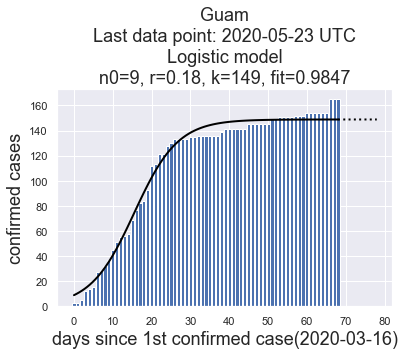 Guam
Last data point: 2020-05-23 UTC
Logistic model
n0=9, r=0.18, k=149, fit=0.9847
confirmed cases
160
140
120
100
80
60
40
20
0
0 10 20 30 40 50 60 70 80
days since 1st confirmed case(2020-03-16)